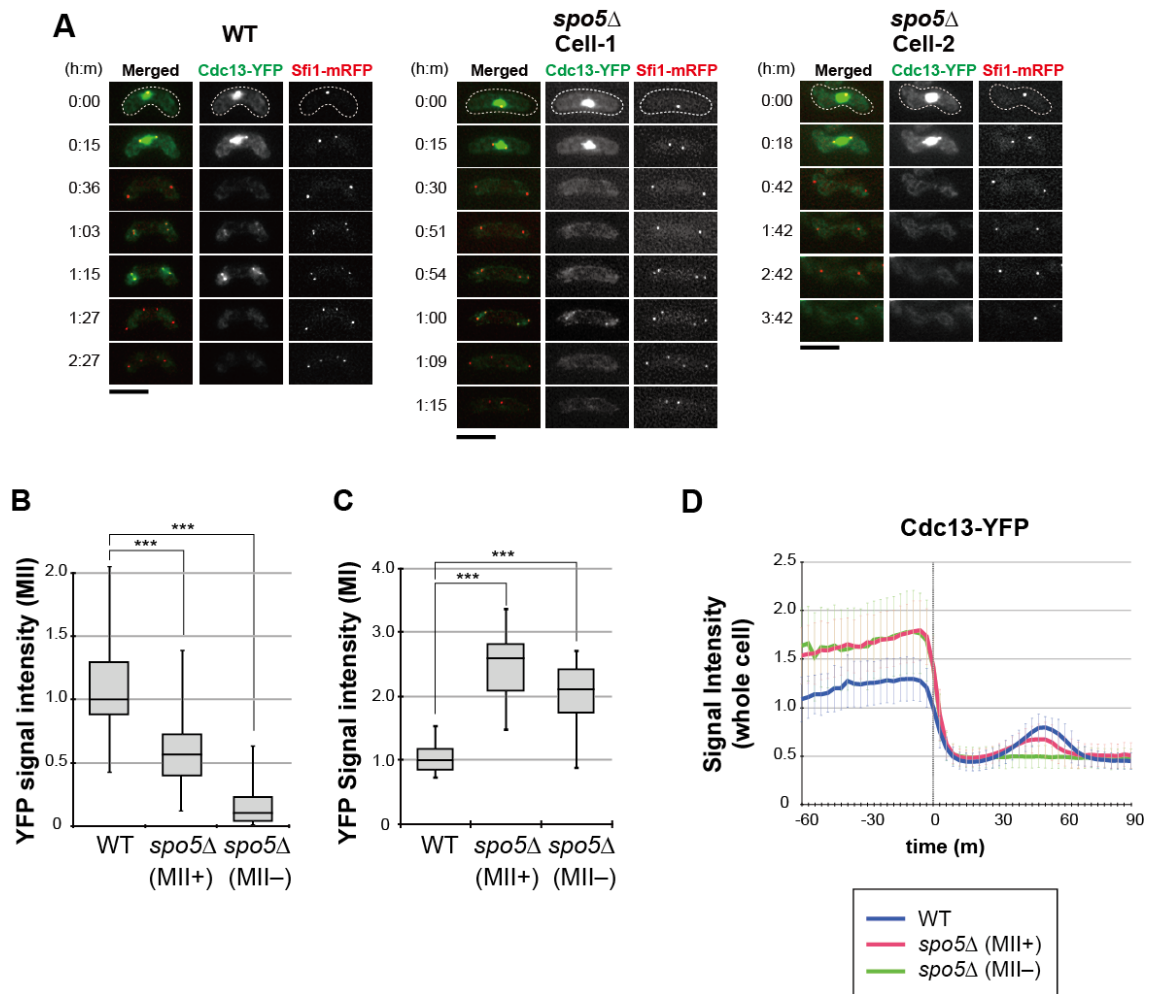 A
WT
(h:m) Merged Cdc13-YFP Sfi1-mRFP
0:00
0:15
0:36
1:03
1:15
1:27
2:27
spo5Δ
Cell-1
Merged Cdc13-YFP Sfi1-mRFP
0:00
0:15
0:30
0:51
0:54
1:00
1:09
1:15
spo5Δ
Cell-2
(h:m) Merged Cdc13-YFP Sfi1-mRFP
0:00
0:18
0:42
1:42
2:42
3:42
B
YFP signal intensity (MII)
***
***
2.0
1.5
1.0
0.5
0
WT spo5Δ spo5Δ
(MII+) (MII–)
C
YFP Signal intensity (MI)
***
***
4.0
3.0
2.0
1.0
0
WT spo5Δ spo5Δ
(MII+) (MII–)
D
Cdc13-YFP
Signal Intensity
(whole cell)
2.5
2.0
1.5
1.0
0.5
0
-60 -30 0 30 60 90
time (m)
WT
spo5Δ (MII+)
spo5Δ (MII–)